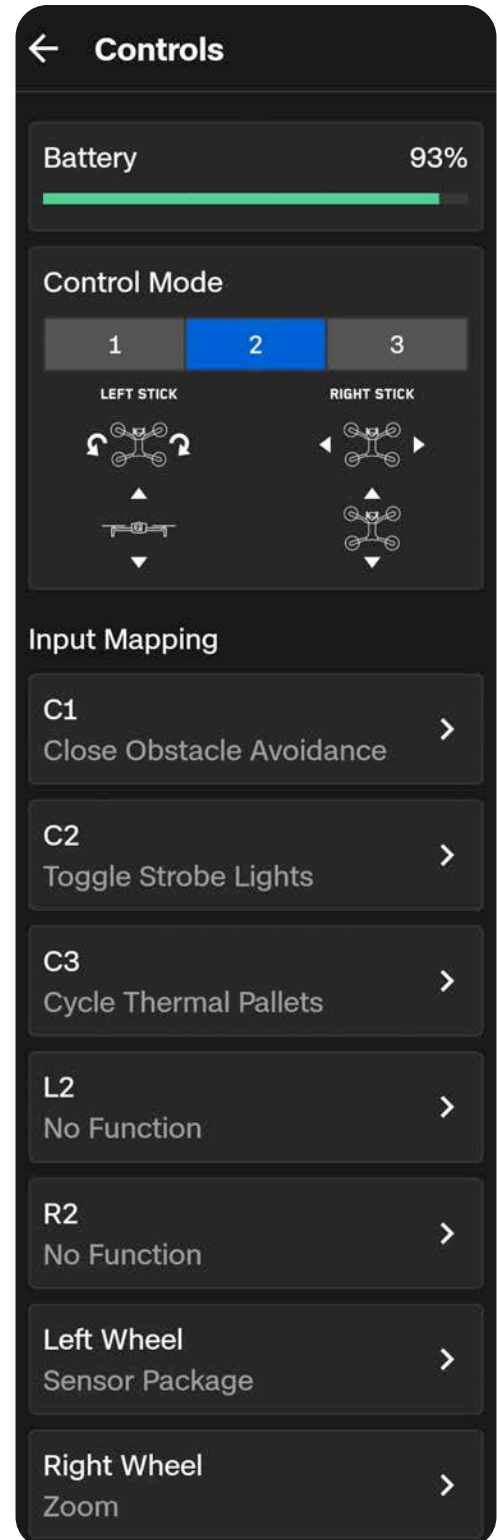 Controls
Battery 93%
Control Mode
1 2 3
LEFT STICK RIGHT STICK
Input Mapping
C1
Close Obstacle Avoidance
C2
Toggle Strobe Lights
C3
Cycle Thermal Pallets
L2
No Function
R2
No Function
Left Wheel
Sensor Package
Right Wheel
Zoom